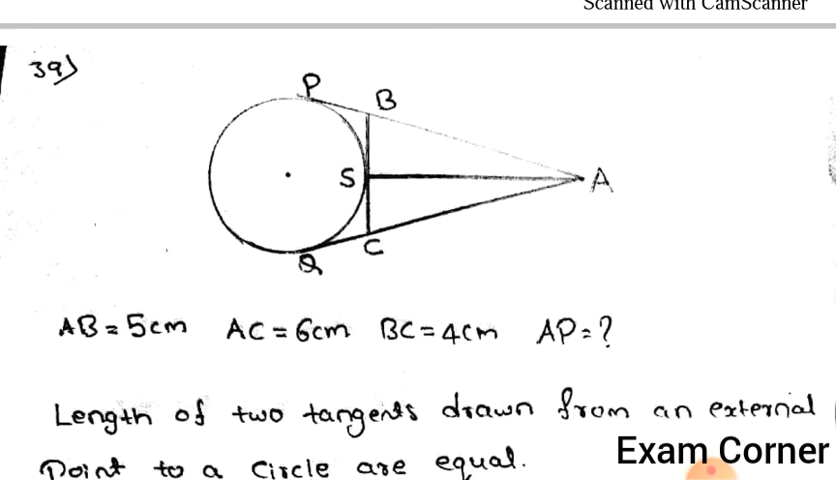 Scanned with CamScanner
39)
P
B
S
A
C
Q
AB = 5cm AC = 6cm BC = 4cm AP = ?
Length of two tangents drawn from an external
Point to a circle are equal.
Exam Corner